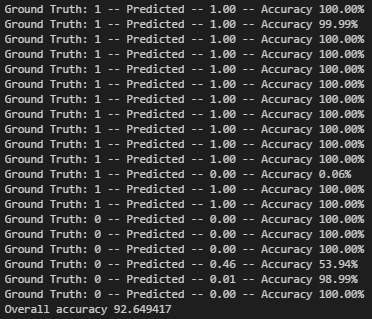 Ground Truth: 1 -- Predicted -- 1.00 -- Accuracy 100.00%
Ground Truth: 1 -- Predicted -- 1.00 -- Accuracy 99.99%
Ground Truth: 1 -- Predicted -- 1.00 -- Accuracy 100.00%
Ground Truth: 1 -- Predicted -- 1.00 -- Accuracy 100.00%
Ground Truth: 1 -- Predicted -- 1.00 -- Accuracy 100.00%
Ground Truth: 1 -- Predicted -- 1.00 -- Accuracy 100.00%
Ground Truth: 1 -- Predicted -- 1.00 -- Accuracy 100.00%
Ground Truth: 1 -- Predicted -- 1.00 -- Accuracy 100.00%
Ground Truth: 1 -- Predicted -- 1.00 -- Accuracy 100.00%
Ground Truth: 1 -- Predicted -- 1.00 -- Accuracy 100.00%
Ground Truth: 1 -- Predicted -- 1.00 -- Accuracy 100.00%
Ground Truth: 1 -- Predicted -- 0.00 -- Accuracy 0.06%
Ground Truth: 1 -- Predicted -- 1.00 -- Accuracy 100.00%
Ground Truth: 1 -- Predicted -- 1.00 -- Accuracy 100.00%
Ground Truth: 0 -- Predicted -- 0.00 -- Accuracy 100.00%
Ground Truth: 0 -- Predicted -- 0.00 -- Accuracy 100.00%
Ground Truth: 0 -- Predicted -- 0.00 -- Accuracy 100.00%
Ground Truth: 0 -- Predicted -- 0.46 -- Accuracy 53.94%
Ground Truth: 0 -- Predicted -- 0.01 -- Accuracy 98.99%
Ground Truth: 0 -- Predicted -- 0.00 -- Accuracy 100.00%
Overall accuracy 92.649417